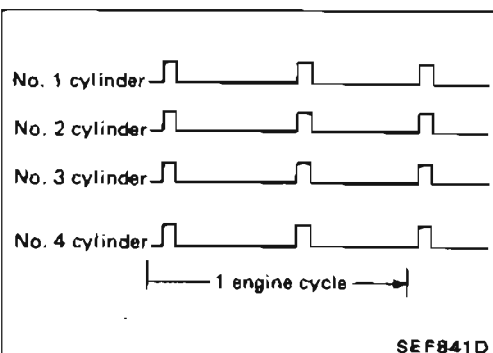 No. 1 cylinder
No. 2 cylinder
No. 3 cylinder
No. 4 cylinder
1 engine cycle
SEF841D